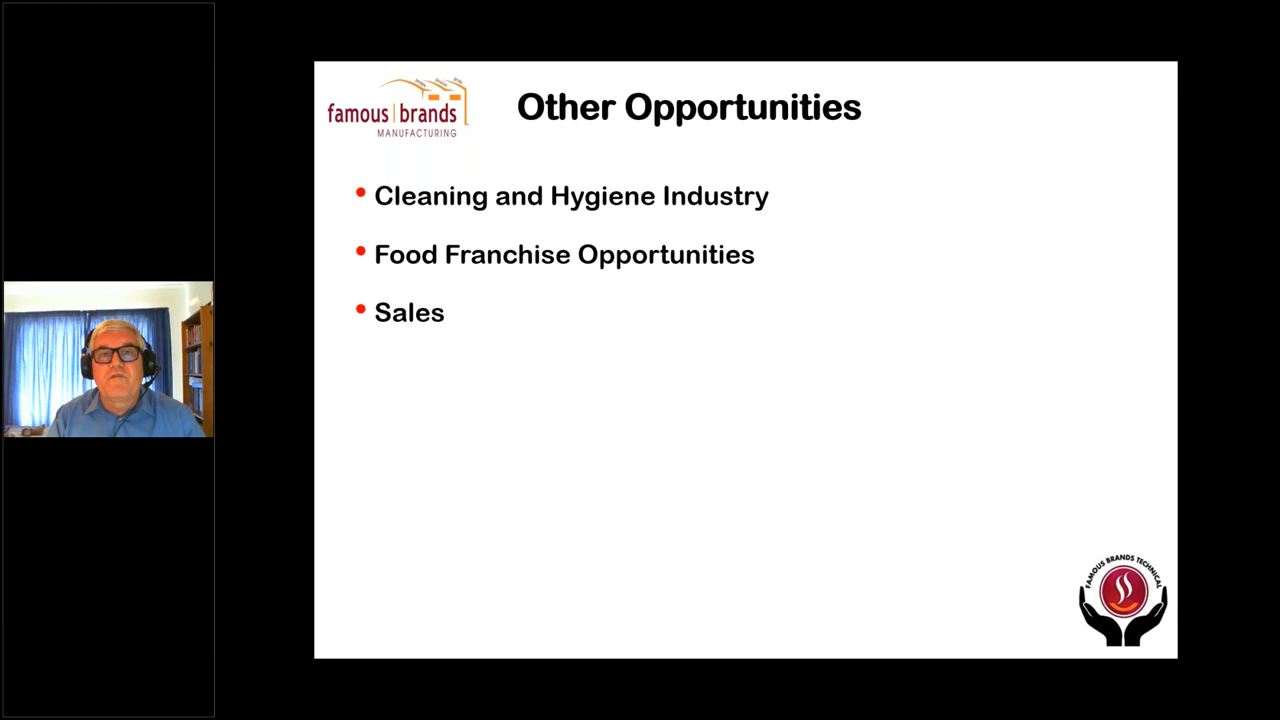 famous|brands
MANUFACTURING
Other Opportunities
• Cleaning and Hygiene Industry
• Food Franchise Opportunities
• Sales
FAMOUS BRANDS TECHNICAL